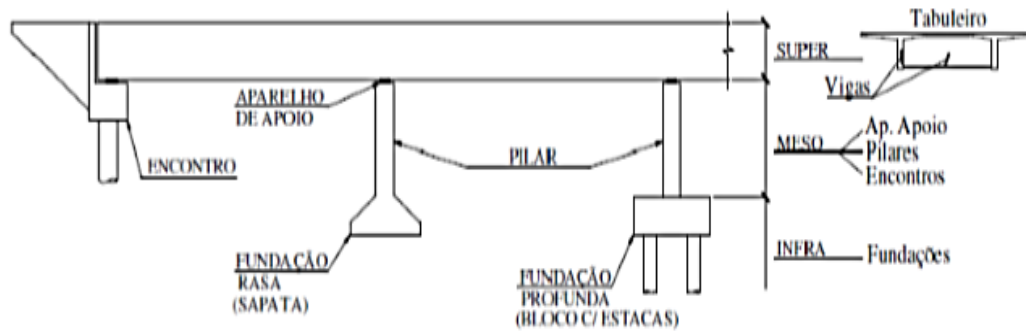 Tabuleiro
SUPER
Vigas
APARELHO
DE APOIO
ENCONTRO
PILAR
MESO
Ap. Apoio
Pilares
Encontros
FUNDAÇÃO
RASA
(SAPATA)
FUNDAÇÃO
PROFUNDA
(BLOCO C/ ESTACAS)
INFRA
Fundações